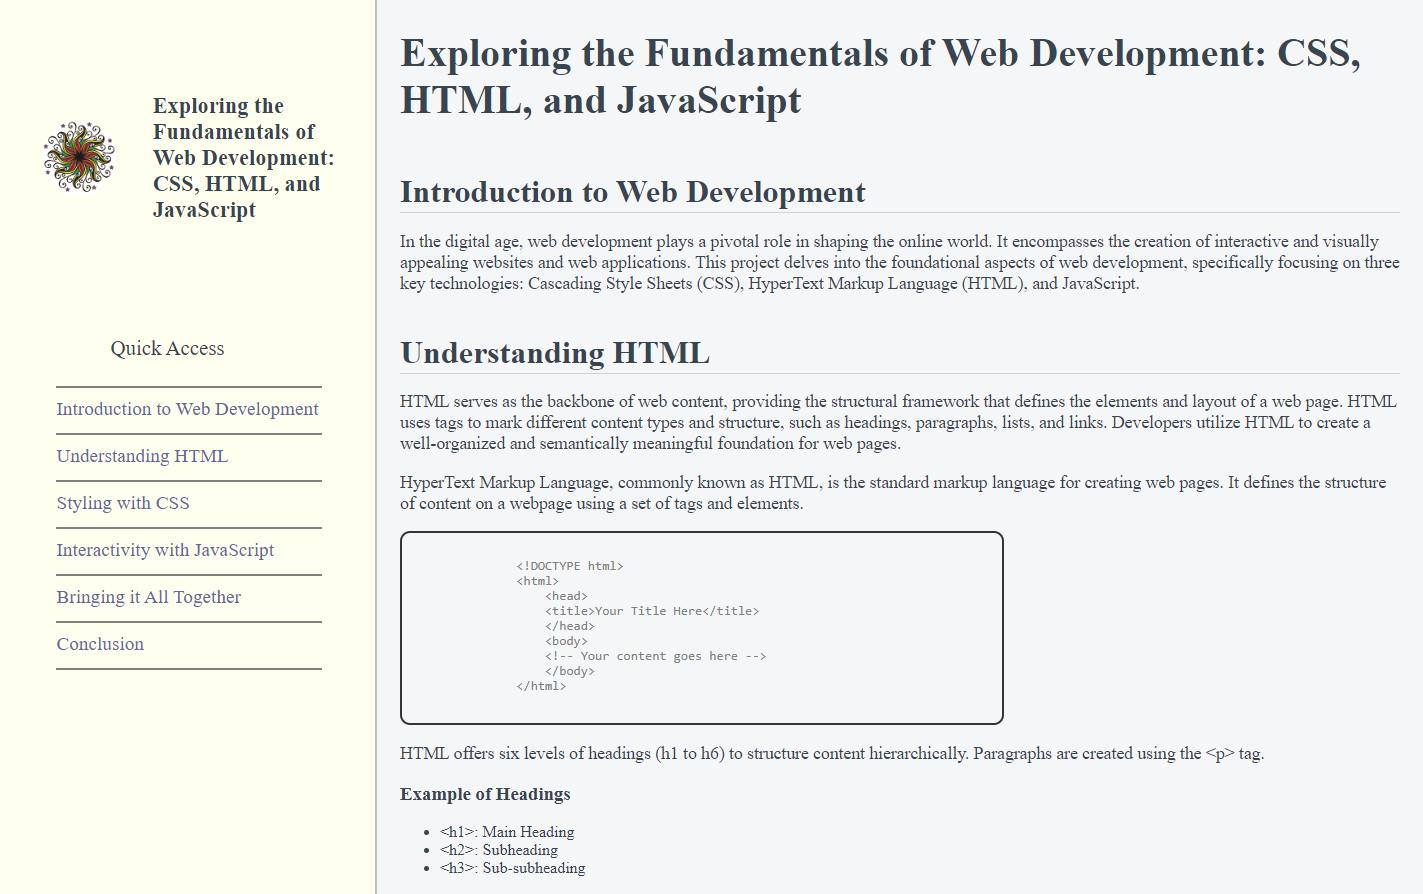 Exploring the
Fundamentals of
Web Development:
CSS, HTML, and
JavaScript
Quick Access
Introduction to Web Development
Understanding HTML
Styling with CSS
Interactivity with JavaScript
Bringing it All Together
Conclusion
Exploring the Fundamentals of Web Development: CSS,
HTML, and JavaScript
Introduction to Web Development
In the digital age, web development plays a pivotal role in shaping the online world. It encompasses the creation of interactive and visually
appealing websites and web applications. This project delves into the foundational aspects of web development, specifically focusing on three
key technologies: Cascading Style Sheets (CSS), HyperText Markup Language (HTML), and JavaScript.
Understanding HTML
HTML serves as the backbone of web content, providing the structural framework that defines the elements and layout of a web page. HTML
uses tags to mark different content types and structure, such as headings, paragraphs, lists, and links. Developers utilize HTML to create a
well-organized and semantically meaningful foundation for web pages.
HyperText Markup Language, commonly known as HTML, is the standard markup language for creating web pages. It defines the structure
of content on a webpage using a set of tags and elements.
<!DOCTYPE html>
<html>
    <head>
    <title>Your Title Here</title>
    </head>
    <body>
    <!-- Your content goes here -->
    </body>
</html>
HTML offers six levels of headings (h1 to h6) to structure content hierarchically. Paragraphs are created using the <p> tag.
Example of Headings
• <h1>: Main Heading
• <h2>: Subheading
• <h3>: Sub-subheading